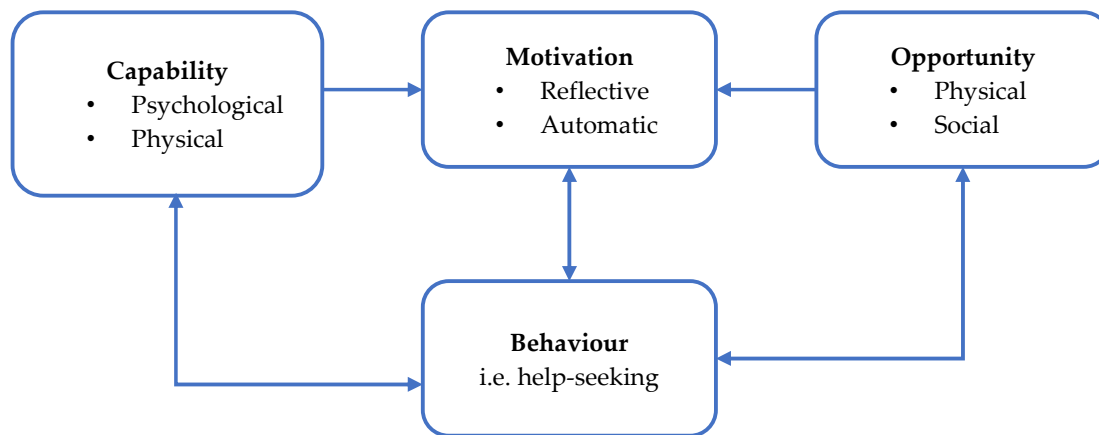 Capability
• Psychological
• Physical
Motivation
• Reflective
• Automatic
Opportunity
• Physical
• Social
Behaviour
i.e. help-seeking